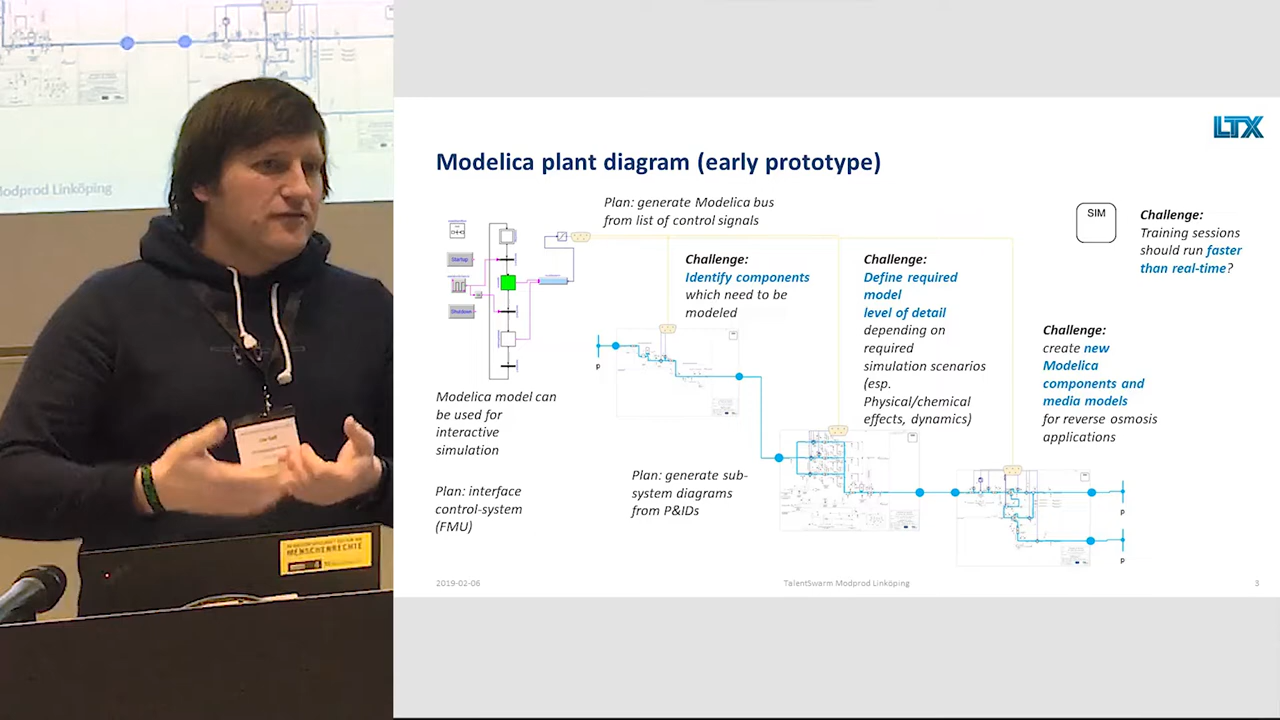 Modprod Linköping
LTX
Modelica plant diagram (early prototype)
Plan: generate Modelica bus
from list of control signals
SIM
Challenge:
Training sessions
should run faster
than real-time?
Challenge:
Identify components
which need to be
modeled
Challenge:
Define required
model
level of detail
depending on
required
simulation scenarios
(esp.
Physical/chemical
effects, dynamics)
Challenge:
create new
Modelica
components and
media models
for reverse osmosis
applications
Startup
Shutdown
p
Modelica model can
be used for
interactive
simulation
Plan: interface
control-system
(FMU)
Plan: generate sub-
system diagrams
from P&IDs
p
p
MENSCHENRECHTE
2019-02-06
TalentSwarm Modprod Linköping
3